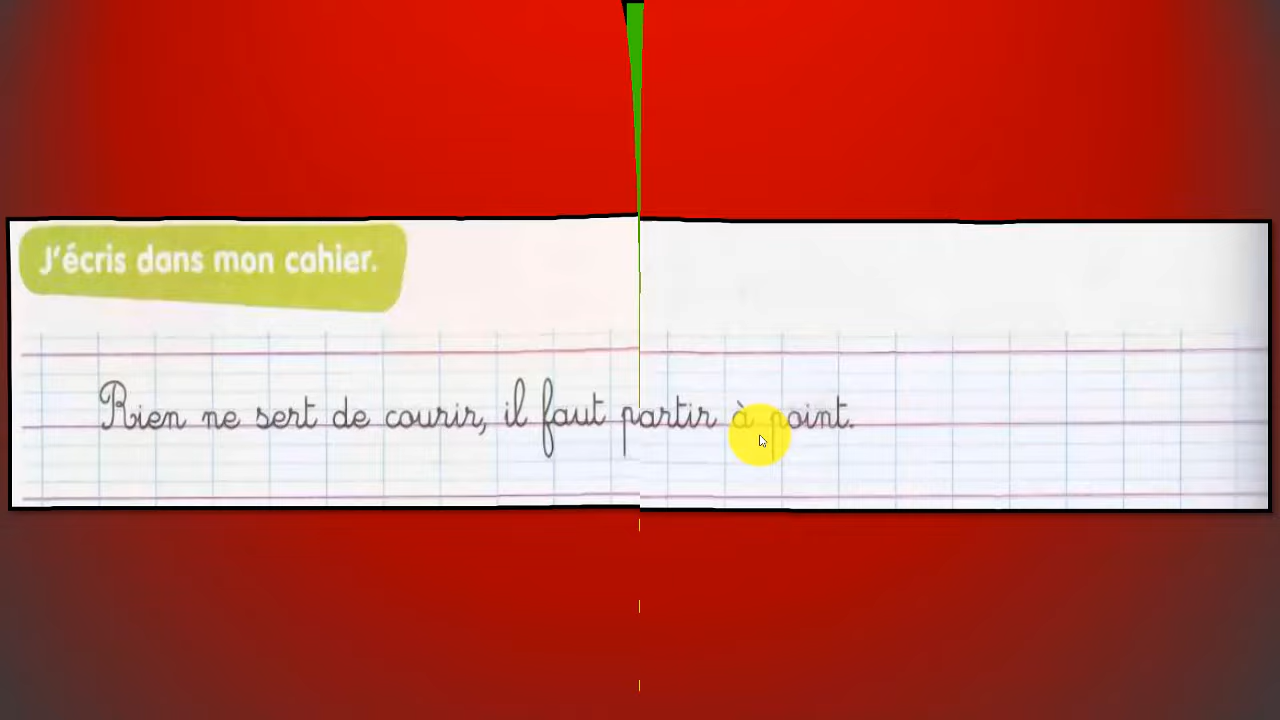 J'écris dans mon cahier.
Rien ne sert de courir, il faut partir à point.